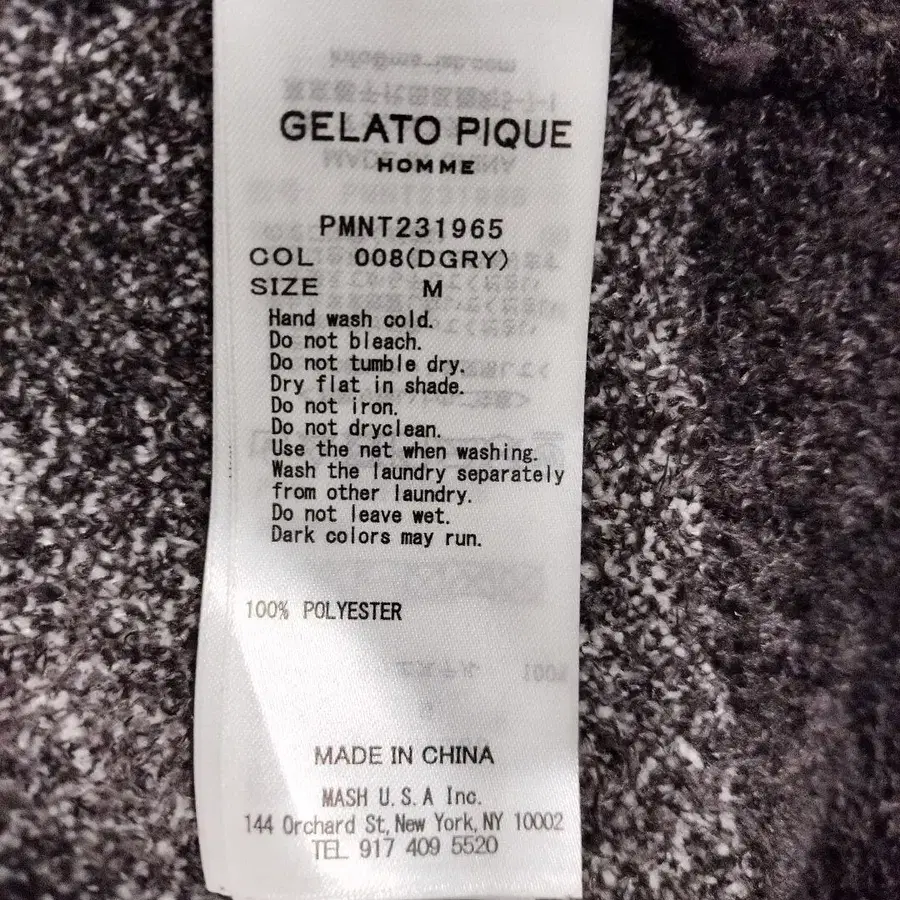 GELATO PIQUE
HOMME
PMNT231965
COL 008(DGRY)
SIZE M
Hand wash cold.
Do not bleach.
Do not tumble dry.
Dry flat in shade.
Do not iron.
Do not dryclean.
Use the net when washing.
Wash the laundry separately
from other laundry.
Do not leave wet.
Dark colors may run.
100% POLYESTER
MADE IN CHINA
MASH U.S.A Inc.
144 Orchard St, New York, NY 10002
TEL 917 409 5520